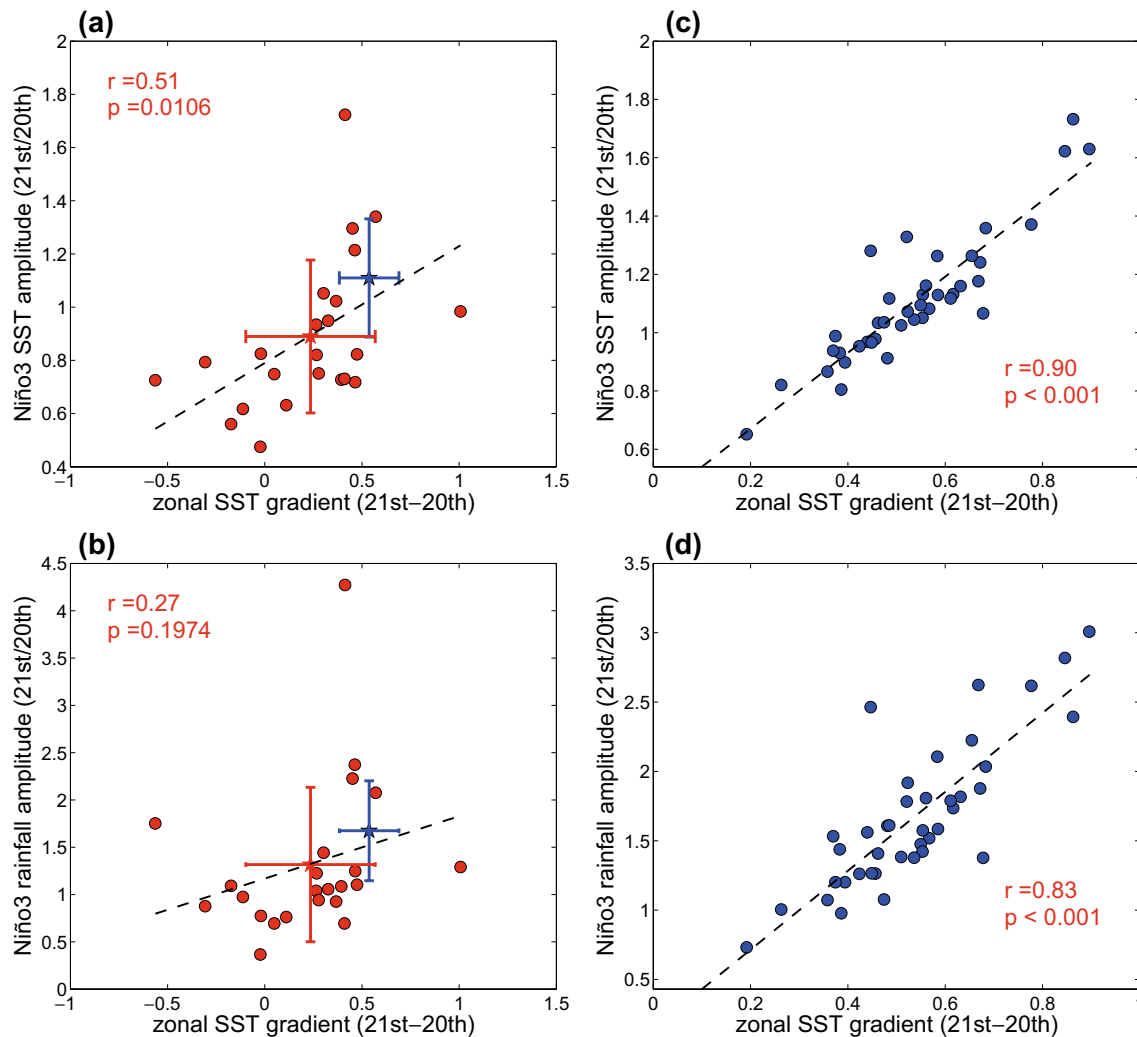 (a)
Niño3 SST amplitude (21st/20th)
2
1.8
1.6
1.4
1.2
1
0.8
0.6
0.4
r =0.51
p =0.0106
−1
−0.5
0
0.5
1
1.5
zonal SST gradient (21st−20th)
(c)
Niño3 SST amplitude (21st/20th)
2
1.8
1.6
1.4
1.2
1
0.8
0.6
r =0.90
p < 0.001
0
0.2
0.4
0.6
0.8
1
zonal SST gradient (21st−20th)
(b)
Niño3 rainfall amplitude (21st/20th)
4.5
4
3.5
3
2.5
2
1.5
1
0.5
0
r =0.27
p =0.1974
−1
−0.5
0
0.5
1
1.5
zonal SST gradient (21st−20th)
(d)
Niño3 rainfall amplitude (21st/20th)
3.5
3
2.5
2
1.5
1
0.5
r =0.83
p < 0.001
0
0.2
0.4
0.6
0.8
1
zonal SST gradient (21st−20th)